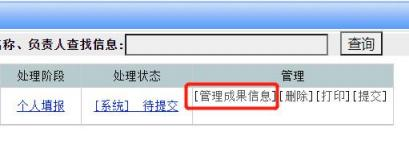 称、负责人查找信息: 查询
处理阶段 处理状态 管理
个人填报 [系统] 待提交 [管理成果信息][删除][打印][提交]